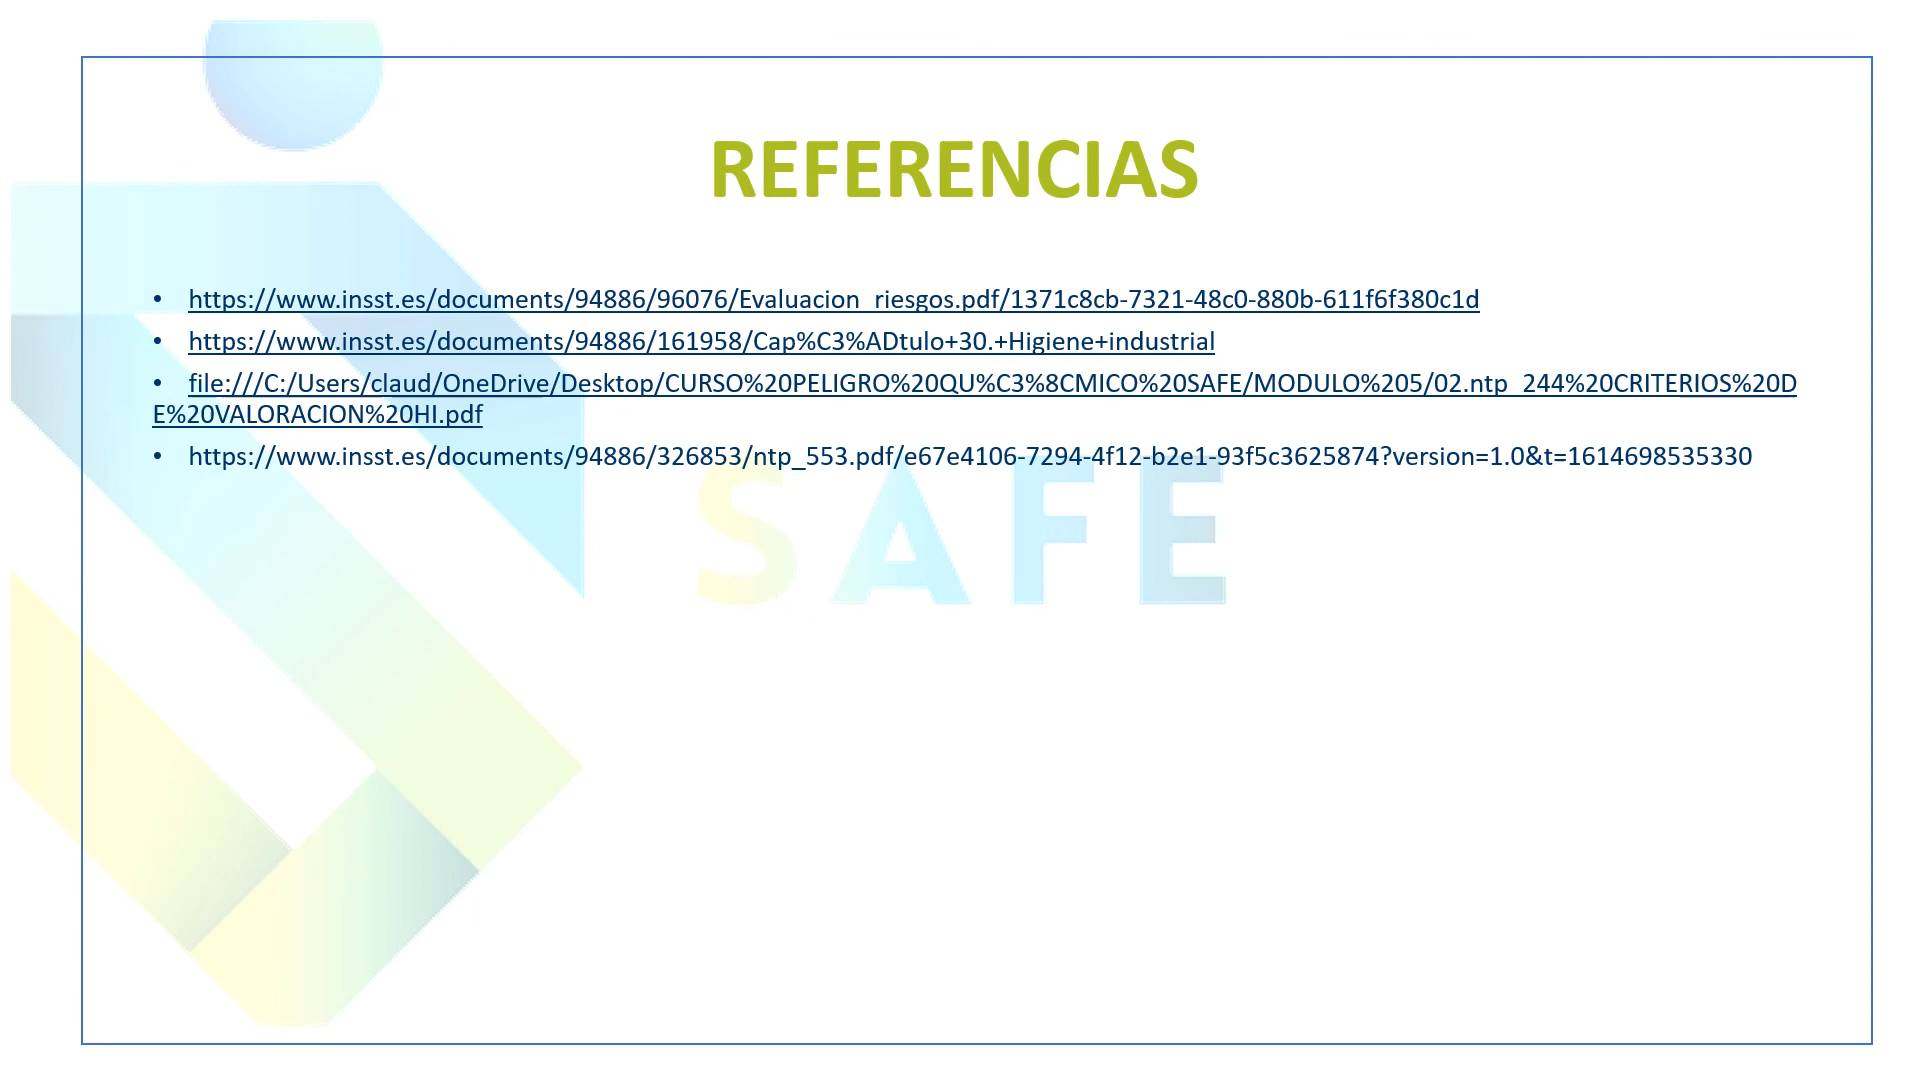 REFERENCIAS
• https://www.insst.es/documents/94886/96076/Evaluacion_riesgos.pdf/1371c8cb-7321-48c0-880b-611f6f380c1d
• https://www.insst.es/documents/94886/161958/Cap%C3%ADtulo+30.+Higiene+industrial
• file:///C:/Users/claud/OneDrive/Desktop/CURSO%20PELIGRO%20QU%C3%8CMICO%20SAFE/MODULO%205/02.ntp_244%20CRITERIOS%20D
E%20VALORACION%20HI.pdf
• https://www.insst.es/documents/94886/326853/ntp_553.pdf/e67e4106-7294-4f12-b2e1-93f5c3625874?version=1.0&t=1614698535330
SAFE